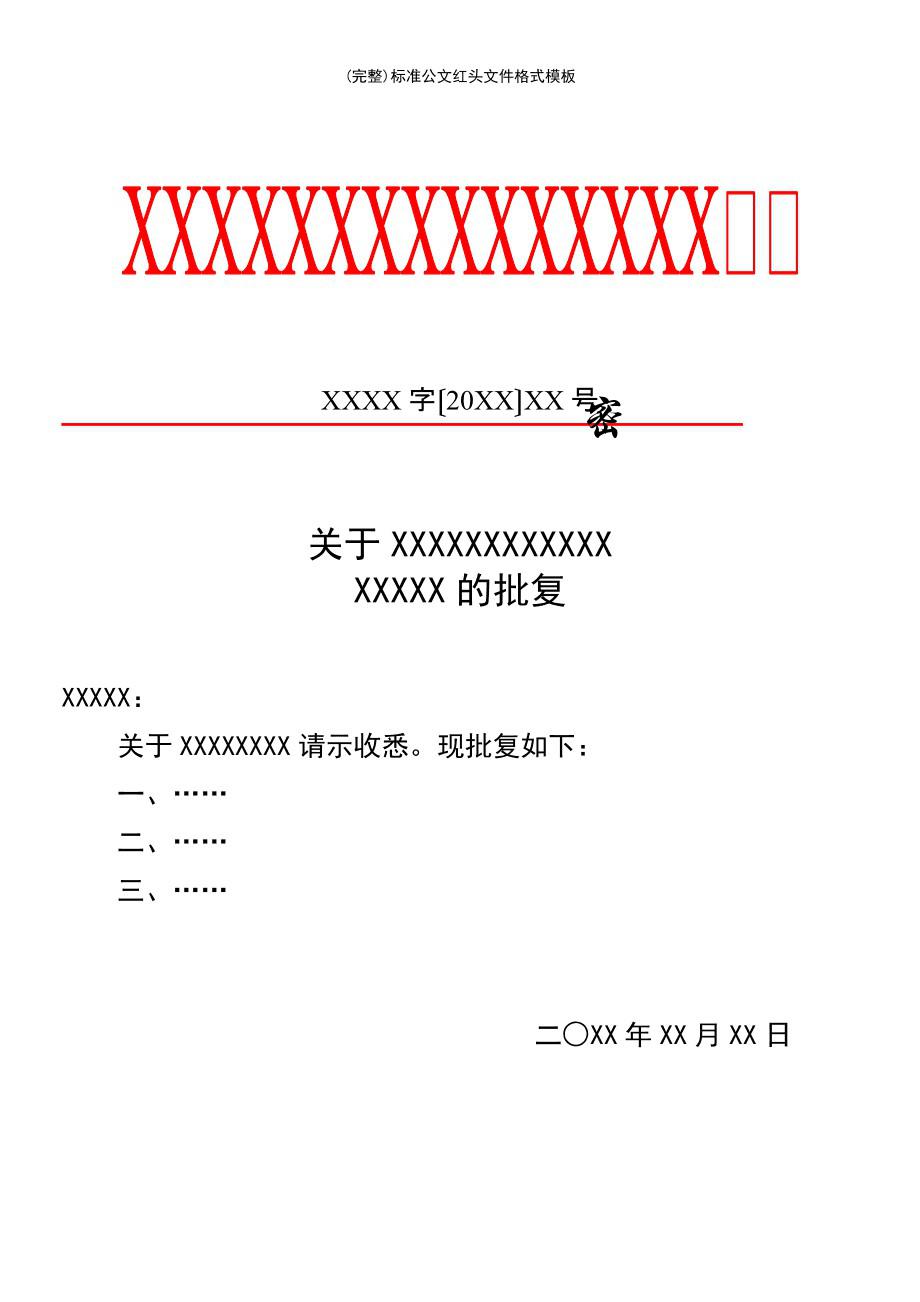 (完整)标准公文红头文件格式模板
XXXXXXXXXXXXXXX□□
XXXX 字[20XX]XX 号
密
关于 XXXXXXXXXXXX
XXXXX 的批复
XXXXX：
关于 XXXXXXXX 请示收悉。现批复如下：
一、……
二、……
三、……
二〇XX 年 XX 月 XX 日